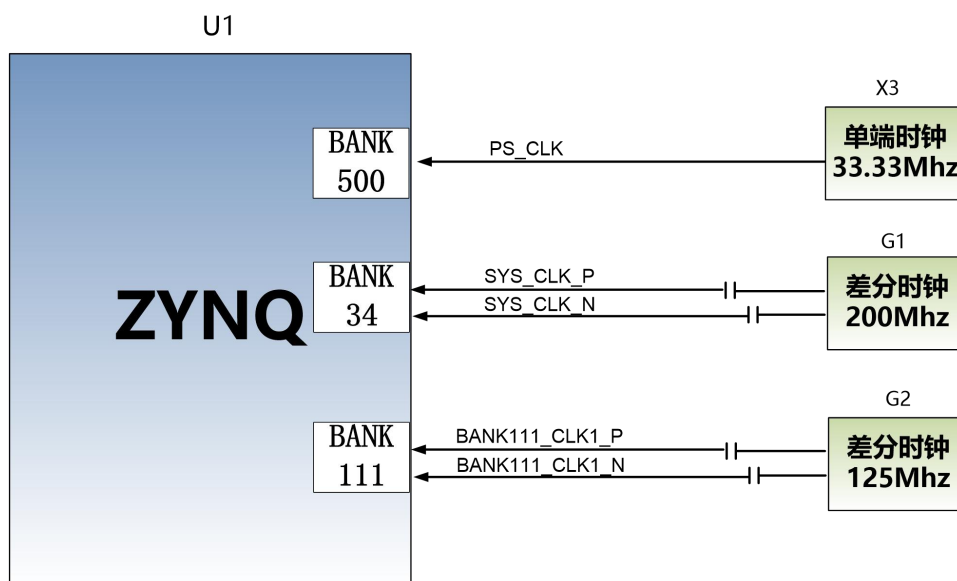 U1
X3
BANK
500
PS_CLK
单端时钟
33.33Mhz
G1
ZYNQ
BANK
34
SYS_CLK_P
SYS_CLK_N
差分时钟
200Mhz
G2
BANK
111
BANK111_CLK1_P
BANK111_CLK1_N
差分时钟
125Mhz